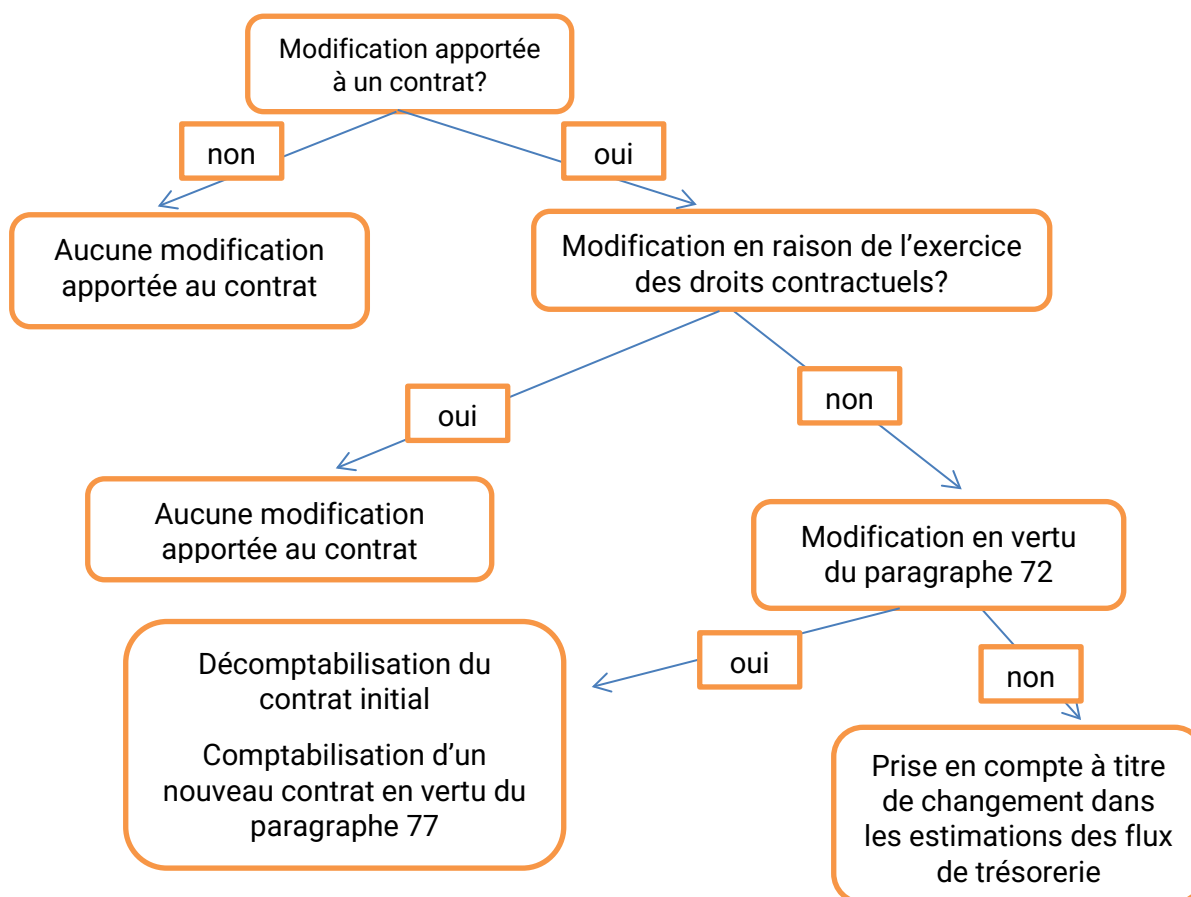 Modification apportée
à un contrat?
non
oui
Aucune modification
apportée au contrat
Modification en raison de l’exercice
des droits contractuels?
oui
non
Aucune modification
apportée au contrat
Modification en vertu
du paragraphe 72
oui
non
Décomptabilisation du
contrat initial
Comptabilisation d’un
nouveau contrat en vertu du
paragraphe 77
Prise en compte à titre
de changement dans
les estimations des flux
de trésorerie